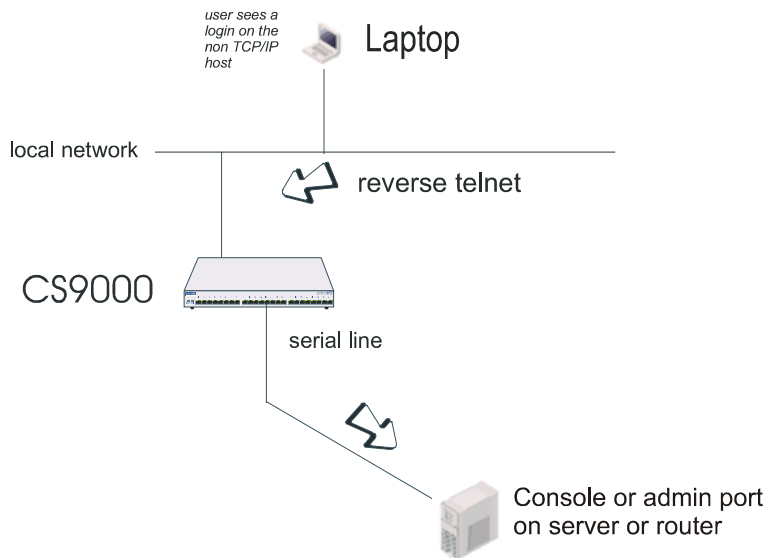 user sees a
login on the
non TCP/IP
host
Laptop
local network
reverse telnet
CS9000
serial line
Console or admin port
on server or router